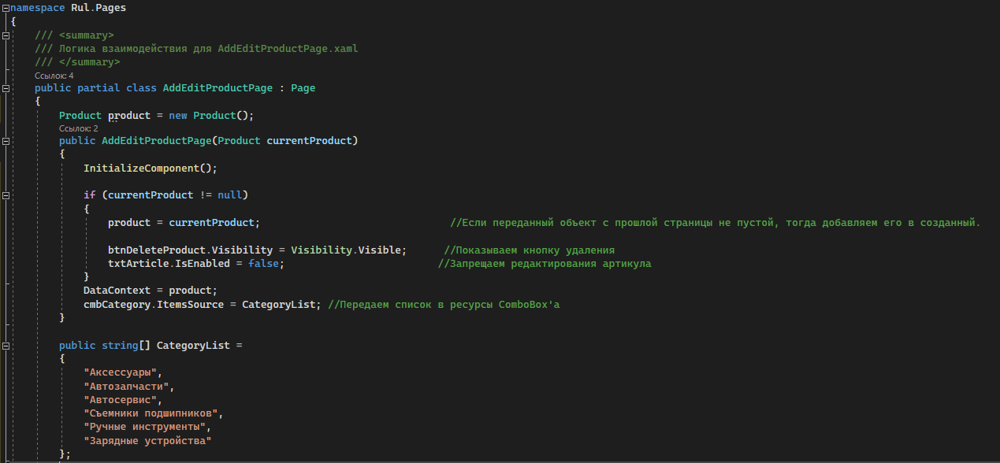 namespace Rul.Pages
{
/// <summary>
/// Логика взаимодействия для AddEditProductPage.xaml
/// </summary>
Ссылок: 4
public partial class AddEditProductPage : Page
{
Product product = new Product();
Ссылок: 2
public AddEditProductPage(Product currentProduct)
{
InitializeComponent();
if (currentProduct != null)
{
product = currentProduct; //Если переданный объект с прошлой страницы не пустой, тогда добавляем его в созданный.
btnDeleteProduct.Visibility = Visibility.Visible; //Показываем кнопку удаления
txtArticle.IsEnabled = false; //Запрещаем редактирования артикула
}
DataContext = product;
cmbCategory.ItemsSource = CategoryList; //Передаем список в ресурсы ComboBox'a
}
public string[] CategoryList =
{
"Аксессуары",
"Автозапчасти",
"Автосервис",
"Съемники подшипников",
"Ручные инструменты",
"Зарядные устройства"
};